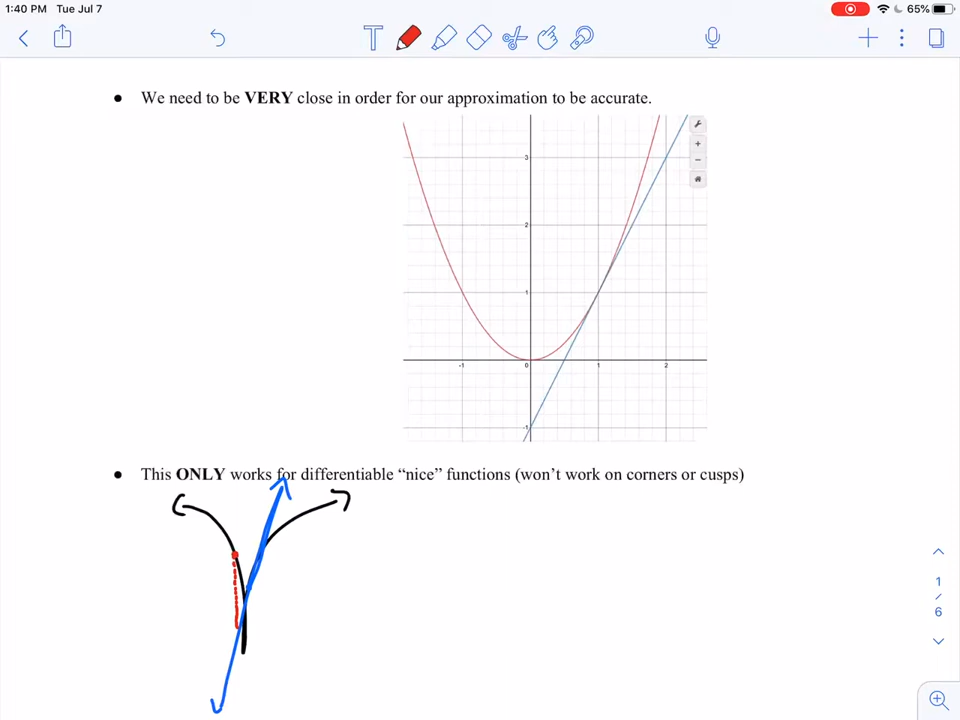 1:40 PM Tue Jul 7
65%
T
● We need to be VERY close in order for our approximation to be accurate.
3
2
1
-1 0 1 2
-1
● This ONLY works for differentiable “nice” functions (won’t work on corners or cusps)
1
/
6